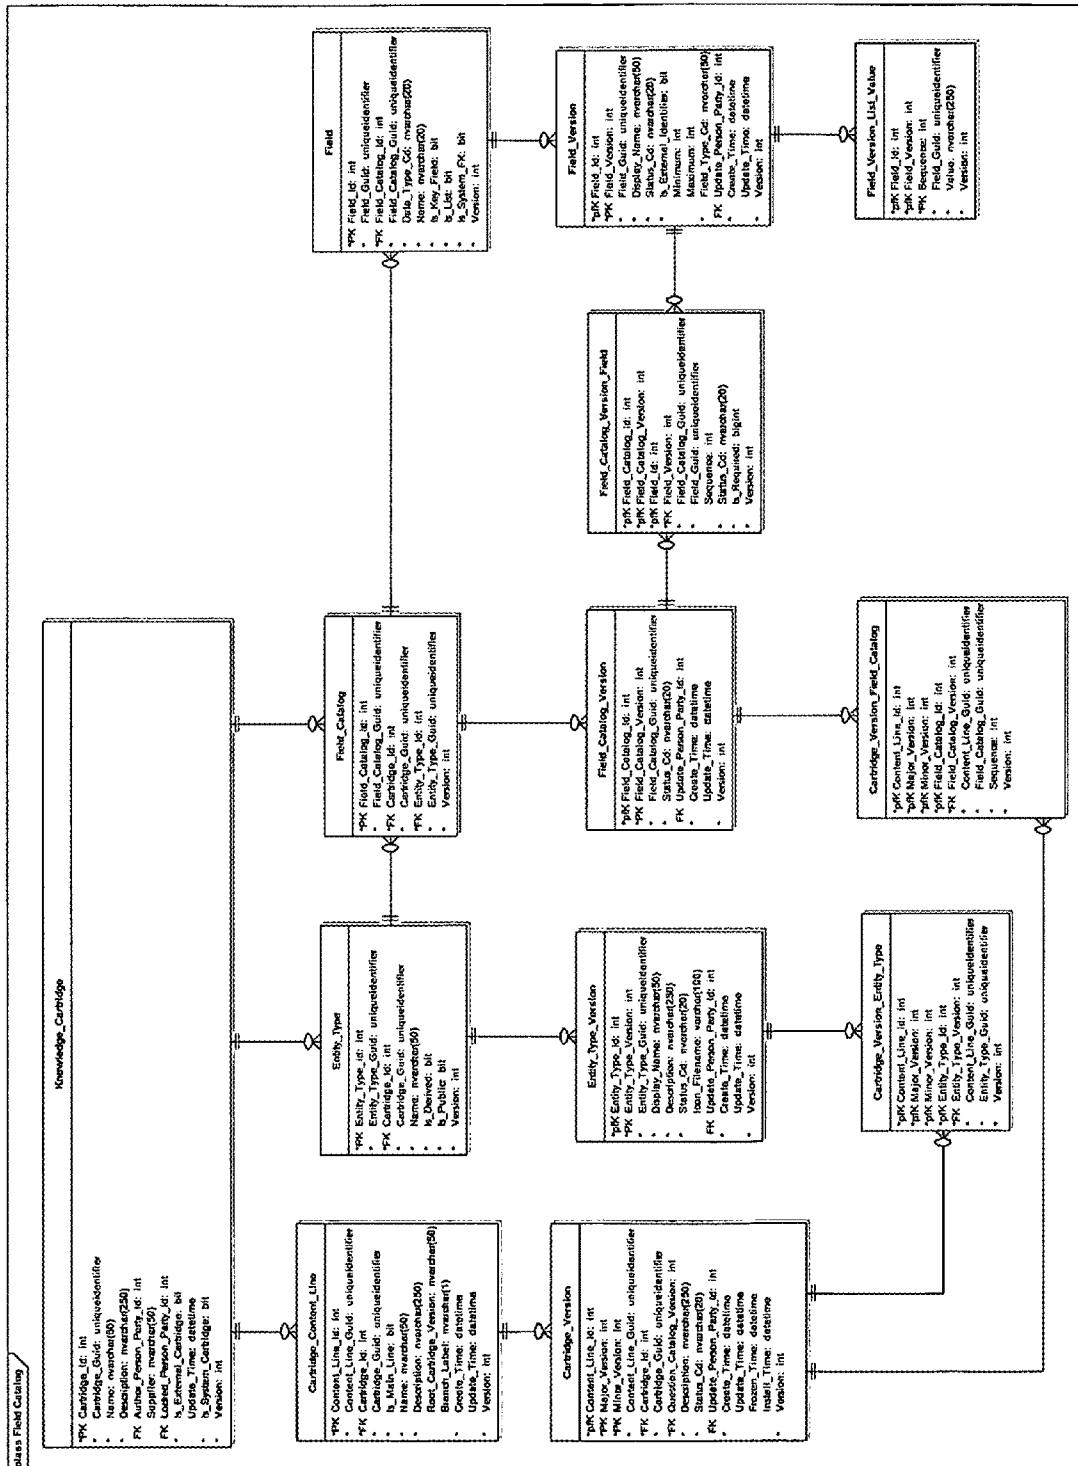 class Field Catalog
Knowledge_Cartridge
*PK Cartridge_Id: int
* Cartridge_Guid: uniqueidentifier
* Name: nvarchar(50)
* Description: nvarchar(250)
FK Author_Person_Party_Id: int
Supplier: nvarchar(50)
FK Locked_Person_Party_Id: int
* Is_External_Cartridge: bit
* Update_Time: datetime
* Is_System_Cartridge: bit
* Version: int
Cartridge_Content_Line
*PK Content_Line_Id: int
* Content_Line_Guid: uniqueidentifier
*FK Cartridge_Id: int
* Cartridge_Guid: uniqueidentifier
* Is_Main_Line: bit
* Name: nvarchar(50)
* Description: nvarchar(250)
Root_Cartridge_Version: nvarchar(50)
* Branch_Label: nvarchar(1)
* Create_Time: datetime
* Update_Time: datetime
* Version: int
Entity_Type
*PK Entity_Type_Id: int
* Entity_Type_Guid: uniqueidentifier
*FK Cartridge_Id: int
* Cartridge_Guid: uniqueidentifier
* Name: nvarchar(50)
* Is_Derived: bit
* Is_Public: bit
* Version: int
Field_Catalog
*PK Field_Catalog_Id: int
* Field_Catalog_Guid: uniqueidentifier
*FK Cartridge_Id: int
* Cartridge_Guid: uniqueidentifier
*FK Entity_Type_Id: int
* Entity_Type_Guid: uniqueidentifier
* Version: int
Field
*PK Field_Id: int
* Field_Guid: uniqueidentifier
*FK Field_Catalog_Id: int
* Field_Catalog_Guid: uniqueidentifier
* Data_Type_Cd: nvarchar(20)
* Name: nvarchar(20)
* Is_Key_Field: bit
* Is_List: bit
* Is_System_FK: bit
* Version: int
Cartridge_Version
*pfK Content_Line_Id: int
*PK Major_Version: int
*PK Minor_Version: int
* Content_Line_Guid: uniqueidentifier
*FK Cartridge_Id: int
* Cartridge_Guid: uniqueidentifier
FK Question_Catalog_Version: int
* Description: nvarchar(250)
* Status_Cd: nvarchar(20)
FK Update_Person_Party_Id: int
* Create_Time: datetime
* Update_Time: datetime
Frozen_Time: datetime
Install_Time: datetime
* Version: int
Entity_Type_Version
*pfK Entity_Type_Id: int
*PK Entity_Type_Version: int
* Entity_Type_Guid: uniqueidentifier
* Display_Name: nvarchar(50)
* Description: nvarchar(250)
* Status_Cd: nvarchar(20)
Icon_Filename: varchar(100)
FK Update_Person_Party_Id: int
* Create_Time: datetime
* Update_Time: datetime
* Version: int
Field_Catalog_Version
*pfK Field_Catalog_Id: int
*PK Field_Catalog_Version: int
* Field_Catalog_Guid: uniqueidentifier
* Status_Cd: nvarchar(20)
FK Update_Person_Party_Id: int
* Create_Time: datetime
* Update_Time: datetime
* Version: int
Field_Catalog_Version_Field
*pfK Field_Catalog_Id: int
*pfK Field_Catalog_Version: int
*pfK Field_Id: int
*FK Field_Version: int
* Field_Catalog_Guid: uniqueidentifier
* Field_Guid: uniqueidentifier
Sequence: int
* Status_Cd: nvarchar(20)
* Is_Required: bigint
* Version: int
Field_Version
*pfK Field_Id: int
*PK Field_Version: int
* Field_Guid: uniqueidentifier
* Display_Name: nvarchar(50)
* Status_Cd: nvarchar(20)
* Is_External_Identifier: bit
Minimum: int
Maximum: int
* Field_Type_Cd: nvarchar(50)
FK Update_Person_Party_Id: int
* Create_Time: datetime
* Update_Time: datetime
* Version: int
Cartridge_Version_Entity_Type
*pfK Content_Line_Id: int
*pfK Major_Version: int
*pfK Minor_Version: int
*pfK Entity_Type_Id: int
*FK Entity_Type_Version: int
* Content_Line_Guid: uniqueidentifier
* Entity_Type_Guid: uniqueidentifier
* Version: int
Cartridge_Version_Field_Catalog
*pfK Content_Line_Id: int
*pfK Major_Version: int
*pfK Minor_Version: int
*pfK Field_Catalog_Id: int
*FK Field_Catalog_Version: int
* Content_Line_Guid: uniqueidentifier
* Field_Catalog_Guid: uniqueidentifier
* Sequence: int
* Version: int
Field_Version_List_Value
*pfK Field_Id: int
*pfK Field_Version: int
*PK Sequence: int
* Field_Guid: uniqueidentifier
* Value: nvarchar(250)
* Version: int